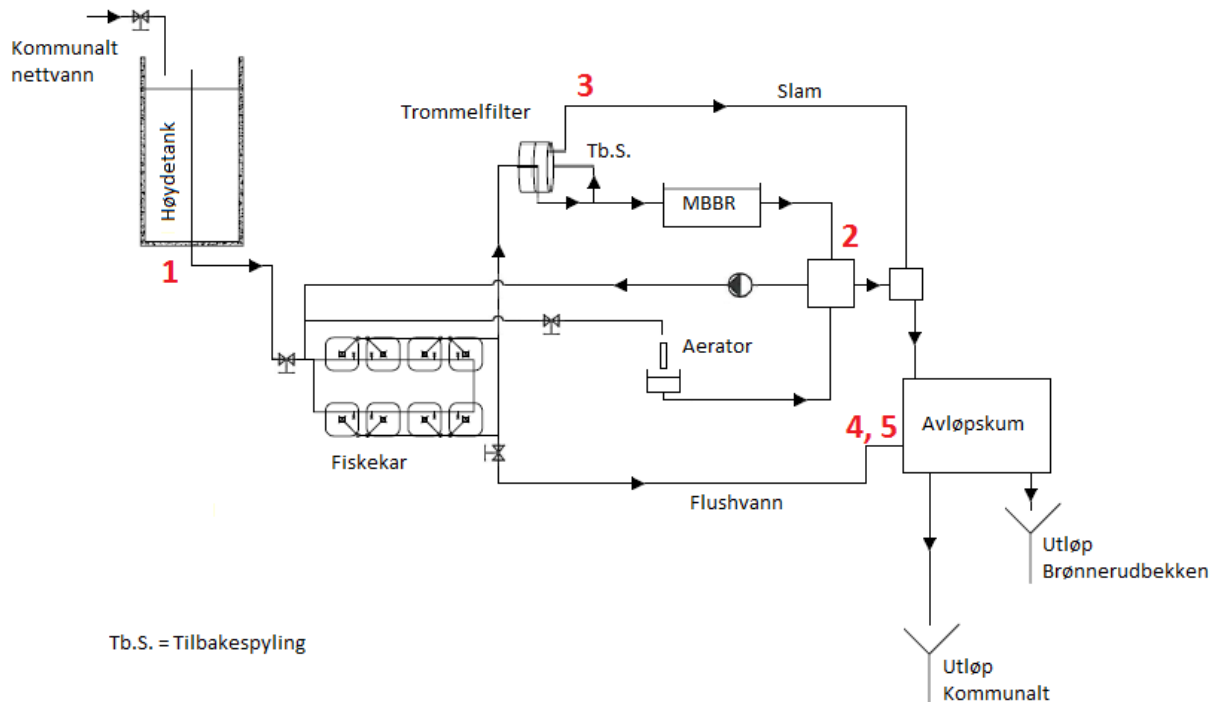 Kommunalt
nettvann
Høydetank
1
Trommelfilter
3
Slam
Tb.S.
MBBR
2
Aerator
Fiskekar
4, 5
Avløpskum
Flushvann
Utløp
Brønnerudbekken
Tb.S. = Tilbakespyling
Utløp
Kommunalt